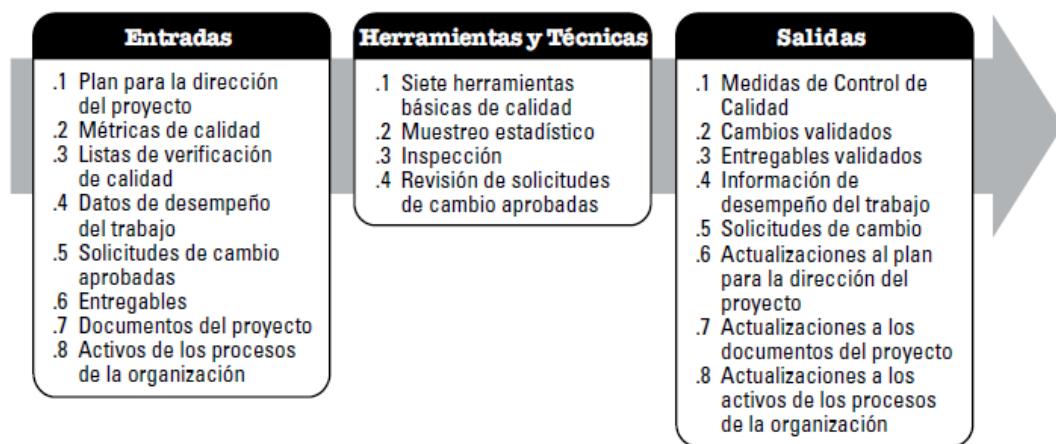 Entradas
.1 Plan para la dirección
del proyecto
.2 Métricas de calidad
.3 Listas de verificación
de calidad
.4 Datos de desempeño
del trabajo
.5 Solicitudes de cambio
aprobadas
.6 Entregables
.7 Documentos del proyecto
.8 Activos de los procesos
de la organización
Herramientas y Técnicas
.1 Siete herramientas
básicas de calidad
.2 Muestreo estadístico
.3 Inspección
.4 Revisión de solicitudes
de cambio aprobadas
Salidas
.1 Medidas de Control de
Calidad
.2 Cambios validados
.3 Entregables validados
.4 Información de
desempeño del trabajo
.5 Solicitudes de cambio
.6 Actualizaciones al plan
para la dirección del
proyecto
.7 Actualizaciones a los
documentos del proyecto
.8 Actualizaciones a los
activos de los procesos
de la organización